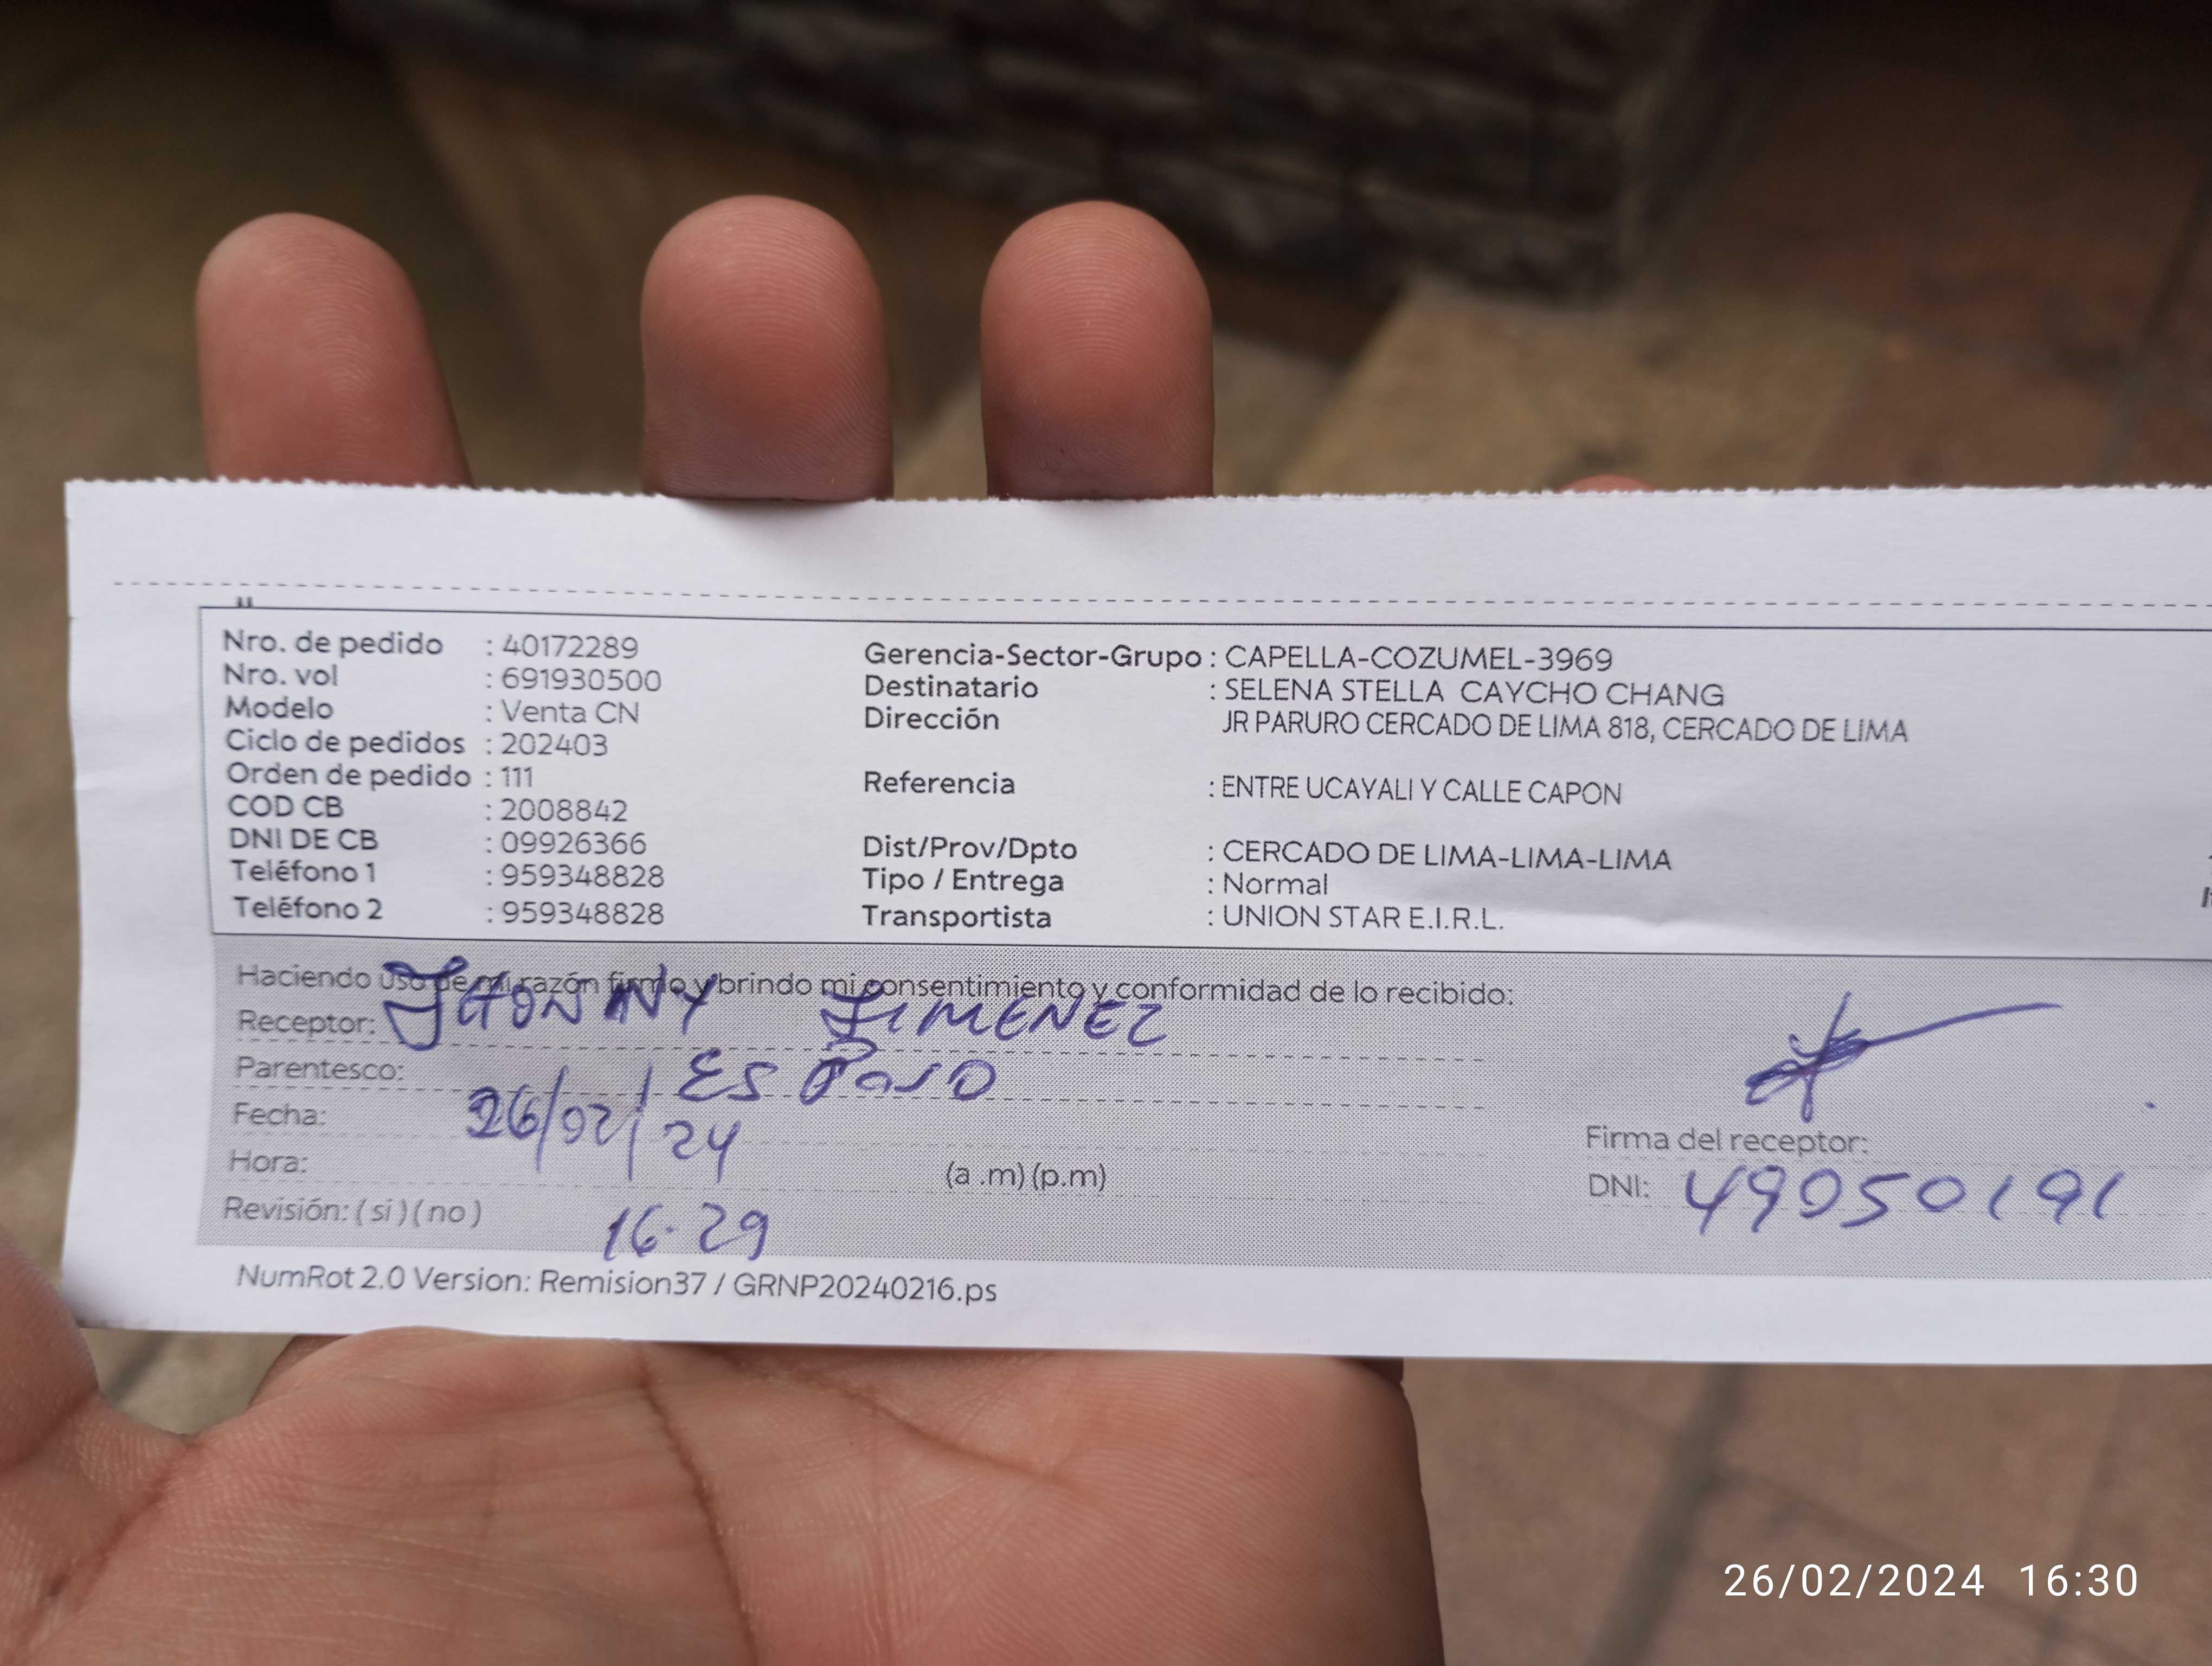 Nro. de pedido : 40172289
Nro. vol : 691930500
Modelo : Venta CN
Ciclo de pedidos : 202403
Orden de pedido : 111
COD CB : 2008842
DNI DE CB : 09926366
Teléfono 1 : 959348828
Teléfono 2 : 959348828
Gerencia-Sector-Grupo : CAPELLA-COZUMEL-3969
Destinatario : SELENA STELLA CAYCHO CHANG
Dirección JR PARURO CERCADO DE LIMA 818, CERCADO DE LIMA
Referencia : ENTRE UCAYALI Y CALLE CAPON
Dist/Prov/Dpto : CERCADO DE LIMA-LIMA-LIMA
Tipo / Entrega : Normal
Transportista : UNION STAR E.I.R.L.
Haciendo uso de mi razón firmo y brindo mi consentimiento y conformidad de lo recibido:
Receptor: JHONNY JIMENEZ
Parentesco: ESPOSO
Fecha: 26/02/24
Hora: (a .m) (p.m)
Revisión: ( si ) ( no ) 16.29
Firma del receptor:
DNI: 49050191
NumRot 2.0 Version: Remision37 / GRNP20240216.ps
26/02/2024 16:30